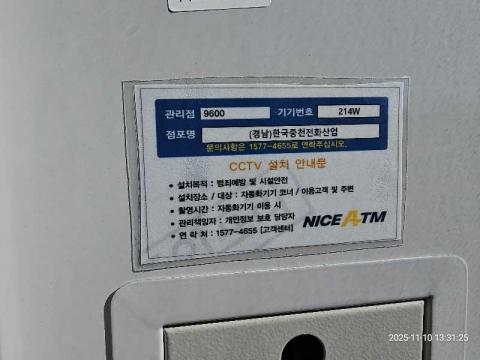 관리점 9600 기기번호 214W
점포명 (경남)한국중천전화산업
문의사항은 1577-4655로 연락주십시오.
CCTV 설치 안내문
• 설치목적 : 범죄예방 및 시설안전
• 설치장소 / 대상 : 자동화기기 코너 / 이용고객 및 주변
• 촬영시간 : 자동화기기 이용 시
• 관리책임자 : 개인정보 보호 담당자
• 연 락 처 : 1577-4655 [고객센터]
NICE ATM
2025-11-10 13:31:25